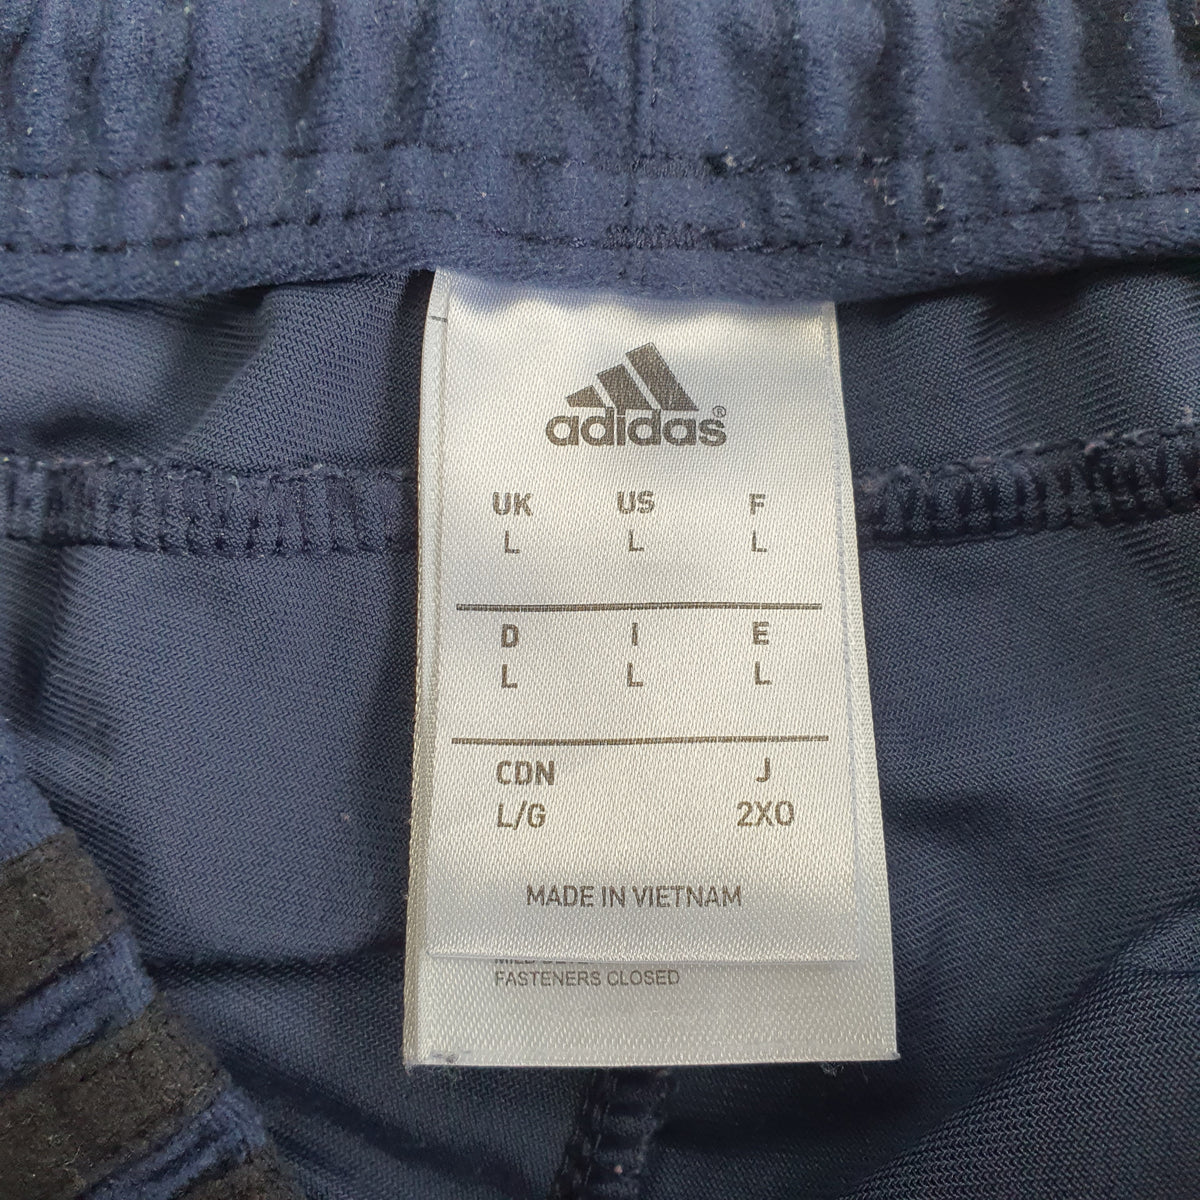 adidas®
UK US F
L L L
D I E
L L L
CDN J
L/G 2XO
MADE IN VIETNAM
FASTENERS CLOSED